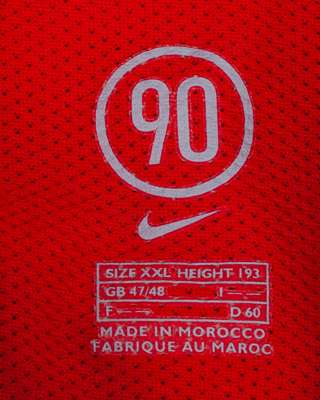 90
SIZE XXL HEIGHT 193
GB 47/48 I ——
F —— D 60
MADE IN MOROCCO
FABRIQUE AU MAROC